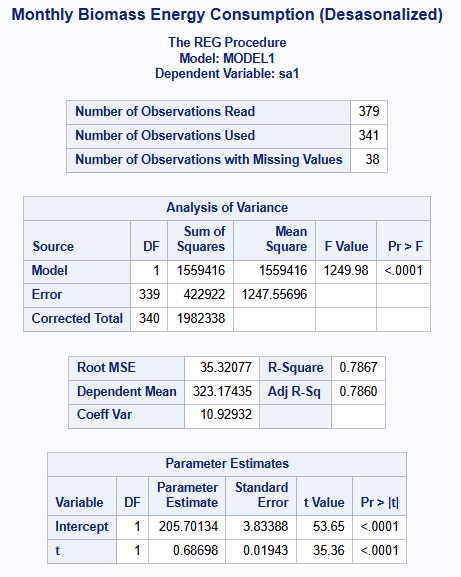 Monthly Biomass Energy Consumption (Desasonalized)
The REG Procedure
Model: MODEL1
Dependent Variable: sa1
Number of Observations Read 379
Number of Observations Used 341
Number of Observations with Missing Values 38
Analysis of Variance
Source DF Sum of Squares Mean Square F Value Pr > F
Model 1 1559416 1559416 1249.98 <.0001
Error 339 422922 1247.55696
Corrected Total 340 1982338
Root MSE 35.32077 R-Square 0.7867
Dependent Mean 323.17435 Adj R-Sq 0.7860
Coeff Var 10.92932
Parameter Estimates
Variable DF Parameter Estimate Standard Error t Value Pr > |t|
Intercept 1 205.70134 3.83388 53.65 <.0001
t 1 0.68698 0.01943 35.36 <.0001